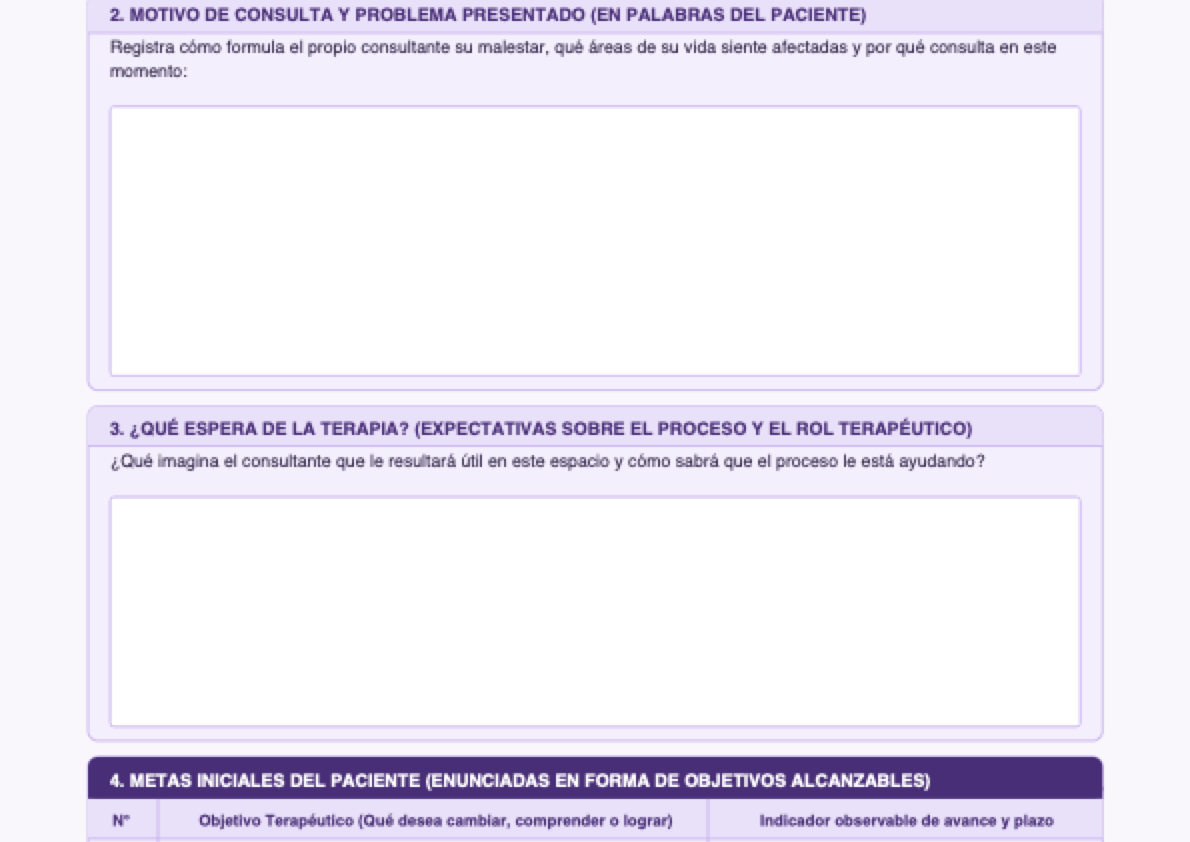 2. MOTIVO DE CONSULTA Y PROBLEMA PRESENTADO (EN PALABRAS DEL PACIENTE)
Registra cómo formula el propio consultante su malestar, qué áreas de su vida siente afectadas y por qué consulta en este
momento:
3. ¿QUÉ ESPERA DE LA TERAPIA? (EXPECTATIVAS SOBRE EL PROCESO Y EL ROL TERAPÉUTICO)
¿Qué imagina el consultante que le resultará útil en este espacio y cómo sabrá que el proceso le está ayudando?
4. METAS INICIALES DEL PACIENTE (ENUNCIADAS EN FORMA DE OBJETIVOS ALCANZABLES)
Nº Objetivo Terapéutico (Qué desea cambiar, comprender o lograr) Indicador observable de avance y plazo